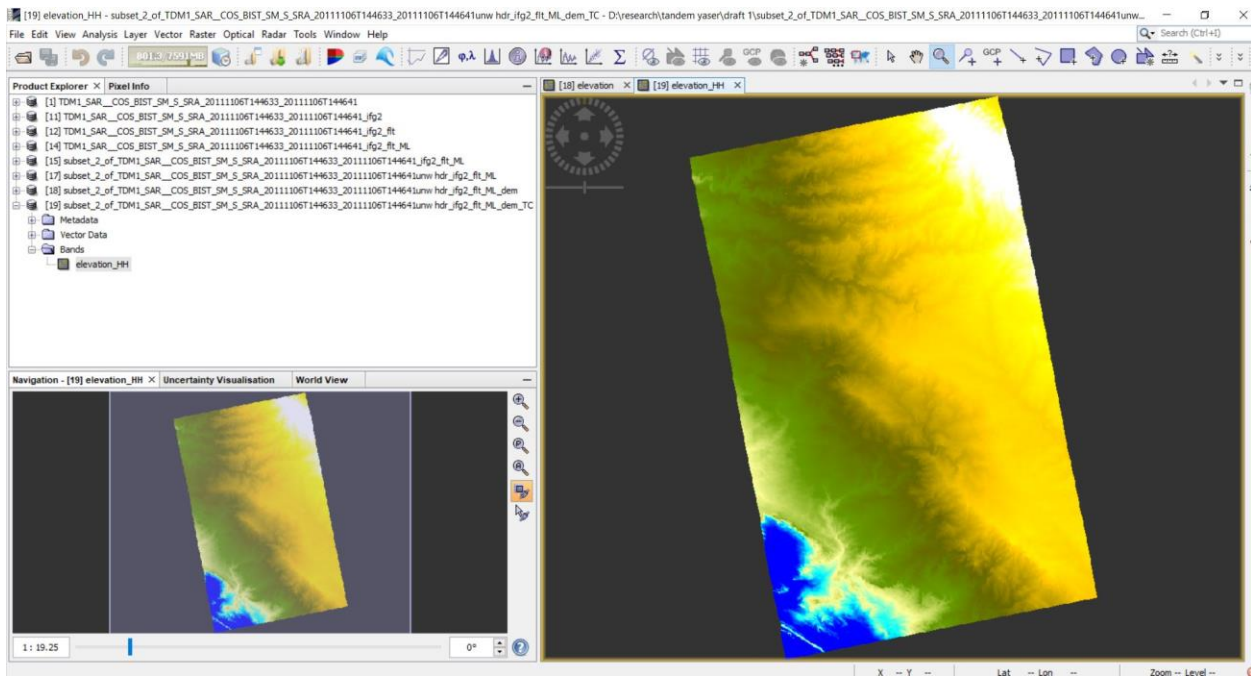 [19] elevation_HH - subset_2_of_TDM1_SAR__COS_BIST_SM_S_SRA_20111106T144633_20111106T144641unw hdr_ifg2_flt_ML_dem_TC - D:\research\tandem yaser\draft 1\subset_2_of_TDM1_SAR__COS_BIST_SM_S_SRA_20111106T144633_20111106T144641unw...
File Edit View Analysis Layer Vector Raster Optical Radar Tools Window Help
Search (Ctrl+I)
GCP GCP
Product Explorer Pixel Info
[18] elevation [19] elevation_HH
[1] TDM1_SAR__COS_BIST_SM_S_SRA_20111106T144633_20111106T144641
[11] TDM1_SAR__COS_BIST_SM_S_SRA_20111106T144633_20111106T144641_ifg2
[12] TDM1_SAR__COS_BIST_SM_S_SRA_20111106T144633_20111106T144641_ifg2_flt
[14] TDM1_SAR__COS_BIST_SM_S_SRA_20111106T144633_20111106T144641_ifg2_flt_ML
[15] subset_2_of_TDM1_SAR__COS_BIST_SM_S_SRA_20111106T144633_20111106T144641_ifg2_flt_ML
[17] subset_2_of_TDM1_SAR__COS_BIST_SM_S_SRA_20111106T144633_20111106T144641unw hdr_ifg2_flt_ML
[18] subset_2_of_TDM1_SAR__COS_BIST_SM_S_SRA_20111106T144633_20111106T144641unw hdr_ifg2_flt_ML_dem
[19] subset_2_of_TDM1_SAR__COS_BIST_SM_S_SRA_20111106T144633_20111106T144641unw hdr_ifg2_flt_ML_dem_TC
Metadata
Vector Data
Bands
elevation_HH
Navigation - [19] elevation_HH Uncertainty Visualisation World View
1 : 19.25
0°
X -- Y -- Lat -- Lon -- Zoom -- Level --